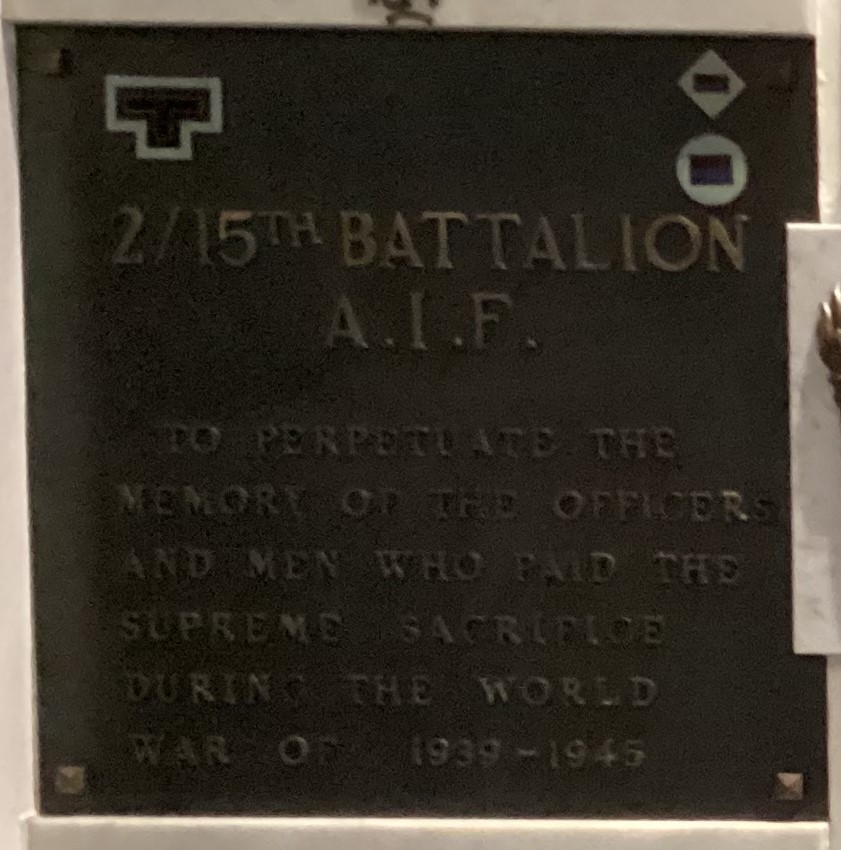 2/15TH BATTALION
A.I.F.
TO PERPETUATE THE
MEMORY OF THE OFFICERS
AND MEN WHO PAID THE
SUPREME SACRIFICE
DURING THE WORLD
WAR OF 1939-1945